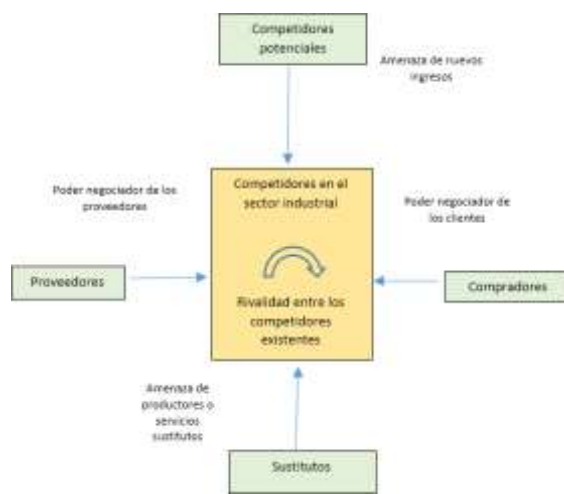 Competidores
potenciales
Amenaza de nuevos
ingresos
Competidores en el
sector industrial
Poder negociador de los
proveedores
Poder negociador de
los clientes
Proveedores
Compradores
Rivalidad entre los
competidores
existentes
Amenaza de
productores o
servicios
sustitutos
Sustitutos